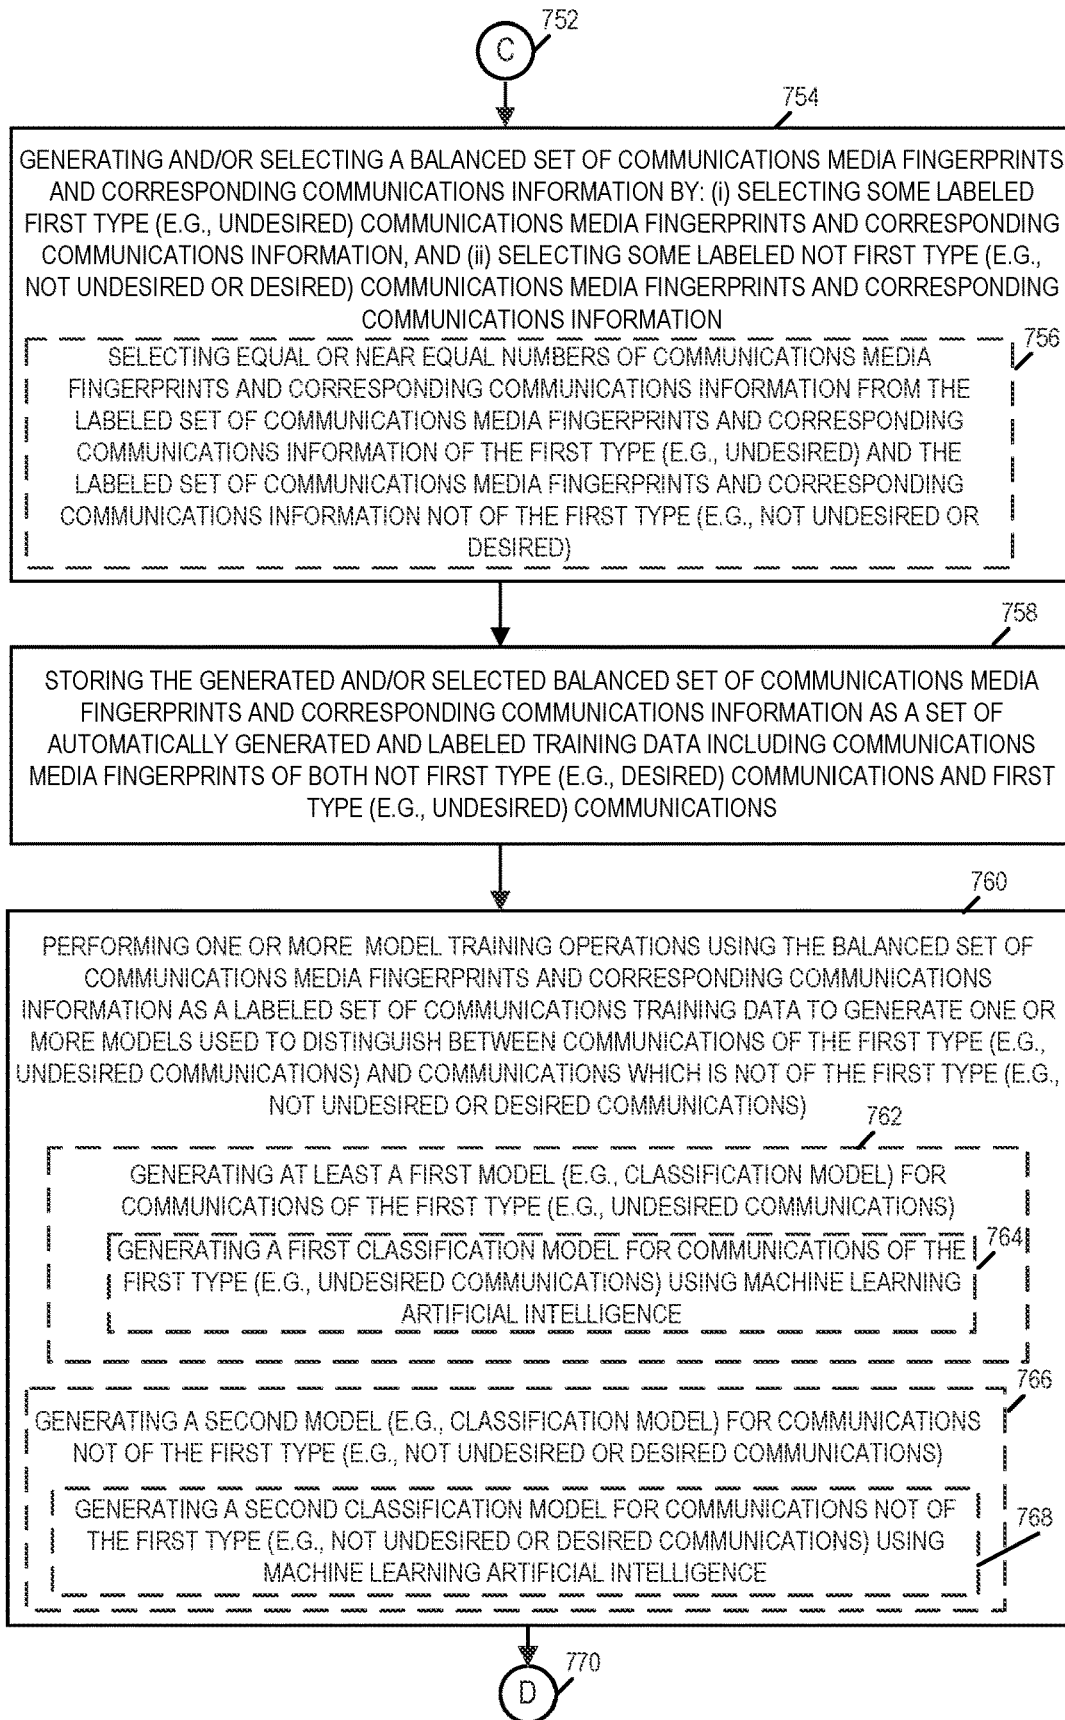 752
C
754
GENERATING AND/OR SELECTING A BALANCED SET OF COMMUNICATIONS MEDIA FINGERPRINTS
AND CORRESPONDING COMMUNICATIONS INFORMATION BY: (i) SELECTING SOME LABELED
FIRST TYPE (E.G., UNDESIRED) COMMUNICATIONS MEDIA FINGERPRINTS AND CORRESPONDING
COMMUNICATIONS INFORMATION, AND (ii) SELECTING SOME LABELED NOT FIRST TYPE (E.G.,
NOT UNDESIRED OR DESIRED) COMMUNICATIONS MEDIA FINGERPRINTS AND CORRESPONDING
COMMUNICATIONS INFORMATION
756
SELECTING EQUAL OR NEAR EQUAL NUMBERS OF COMMUNICATIONS MEDIA
FINGERPRINTS AND CORRESPONDING COMMUNICATIONS INFORMATION FROM THE
LABELED SET OF COMMUNICATIONS MEDIA FINGERPRINTS AND CORRESPONDING
COMMUNICATIONS INFORMATION OF THE FIRST TYPE (E.G., UNDESIRED) AND THE
LABELED SET OF COMMUNICATIONS MEDIA FINGERPRINTS AND CORRESPONDING
COMMUNICATIONS INFORMATION NOT OF THE FIRST TYPE (E.G., NOT UNDESIRED OR
DESIRED)
758
STORING THE GENERATED AND/OR SELECTED BALANCED SET OF COMMUNICATIONS MEDIA
FINGERPRINTS AND CORRESPONDING COMMUNICATIONS INFORMATION AS A SET OF
AUTOMATICALLY GENERATED AND LABELED TRAINING DATA INCLUDING COMMUNICATIONS
MEDIA FINGERPRINTS OF BOTH NOT FIRST TYPE (E.G., DESIRED) COMMUNICATIONS AND FIRST
TYPE (E.G., UNDESIRED) COMMUNICATIONS
760
PERFORMING ONE OR MORE MODEL TRAINING OPERATIONS USING THE BALANCED SET OF
COMMUNICATIONS MEDIA FINGERPRINTS AND CORRESPONDING COMMUNICATIONS
INFORMATION AS A LABELED SET OF COMMUNICATIONS TRAINING DATA TO GENERATE ONE OR
MORE MODELS USED TO DISTINGUISH BETWEEN COMMUNICATIONS OF THE FIRST TYPE (E.G.,
UNDESIRED COMMUNICATIONS) AND COMMUNICATIONS WHICH IS NOT OF THE FIRST TYPE (E.G.,
NOT UNDESIRED OR DESIRED COMMUNICATIONS)
762
GENERATING AT LEAST A FIRST MODEL (E.G., CLASSIFICATION MODEL) FOR
COMMUNICATIONS OF THE FIRST TYPE (E.G., UNDESIRED COMMUNICATIONS)
764
GENERATING A FIRST CLASSIFICATION MODEL FOR COMMUNICATIONS OF THE
FIRST TYPE (E.G., UNDESIRED COMMUNICATIONS) USING MACHINE LEARNING
ARTIFICIAL INTELLIGENCE
766
GENERATING A SECOND MODEL (E.G., CLASSIFICATION MODEL) FOR COMMUNICATIONS
NOT OF THE FIRST TYPE (E.G., NOT UNDESIRED OR DESIRED COMMUNICATIONS)
GENERATING A SECOND CLASSIFICATION MODEL FOR COMMUNICATIONS NOT OF
THE FIRST TYPE (E.G., NOT UNDESIRED OR DESIRED COMMUNICATIONS) USING
MACHINE LEARNING ARTIFICIAL INTELLIGENCE
768
770
D